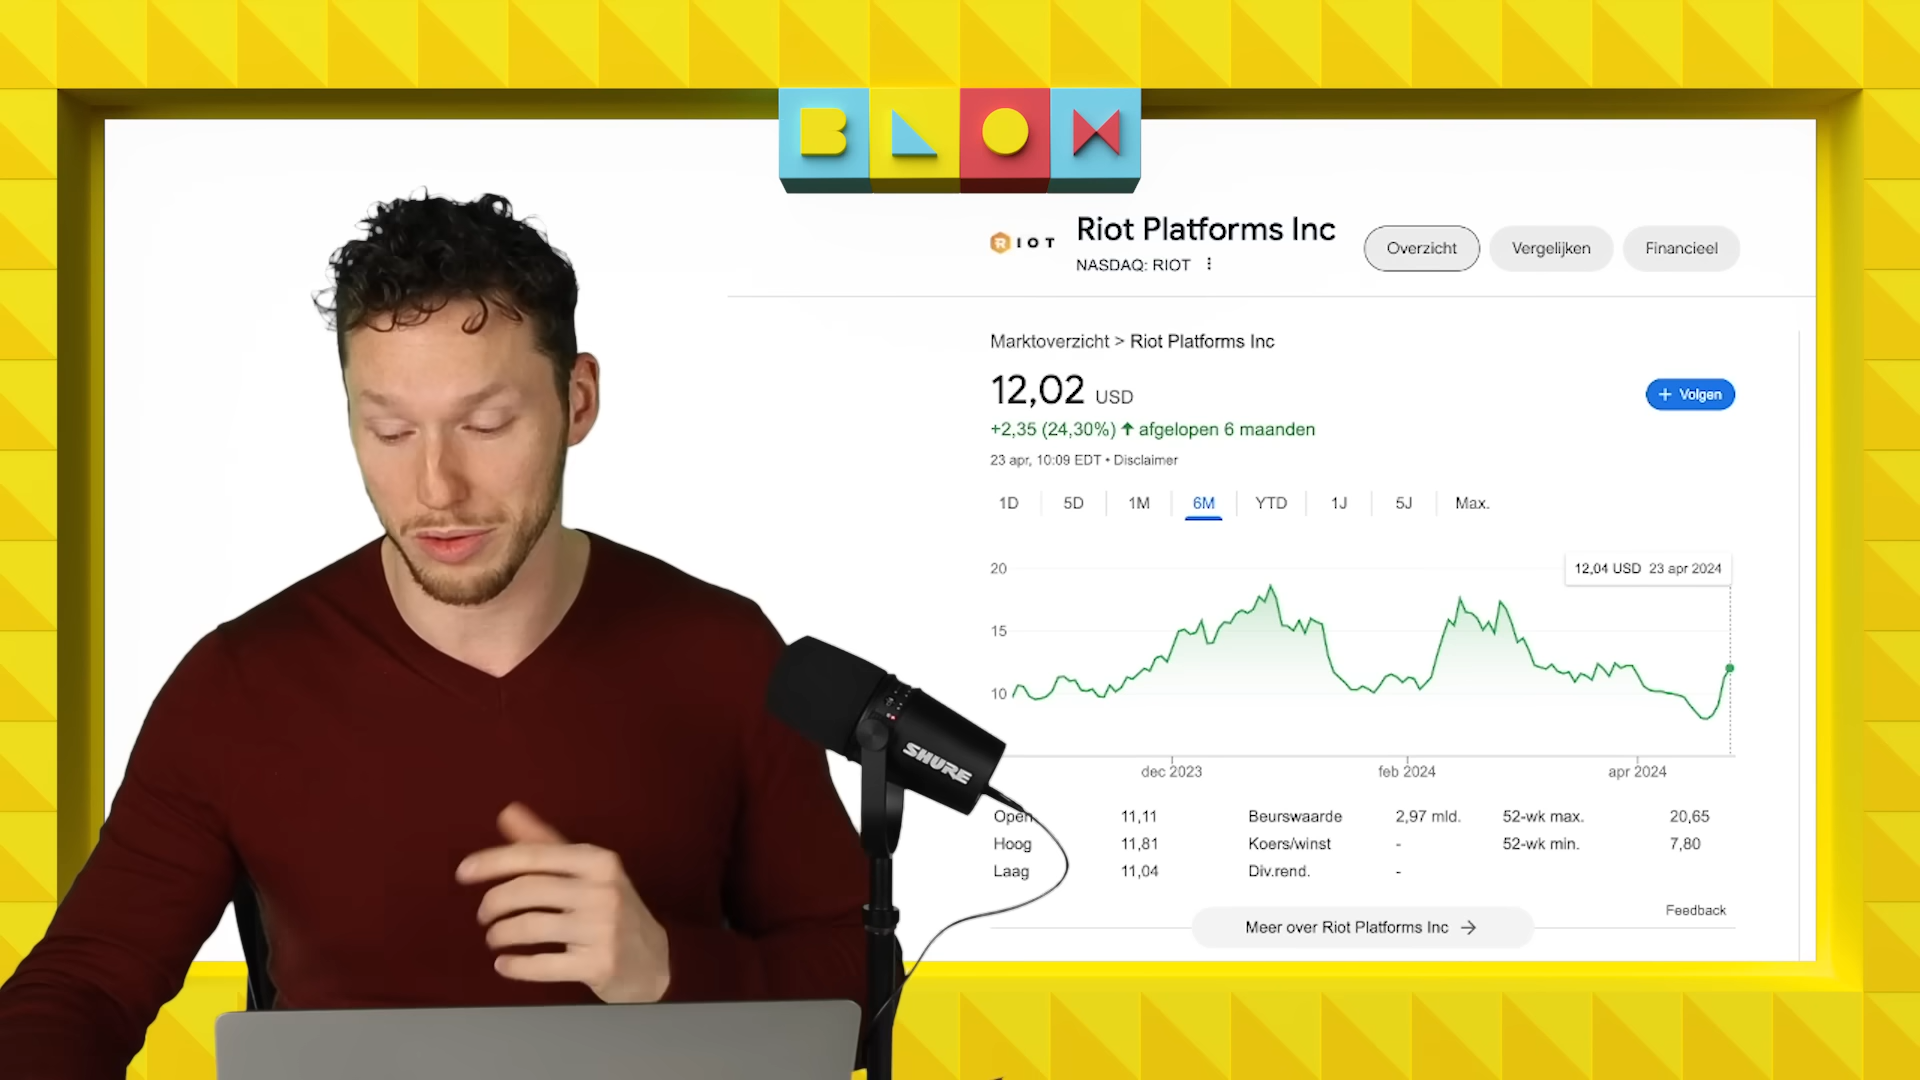 BLOM
RIOT
Riot Platforms Inc
NASDAQ: RIOT
Overzicht
Vergelijken
Financieel
Marktoverzicht > Riot Platforms Inc
12,02 USD
+ Volgen
+2,35 (24,30%) ↑ afgelopen 6 maanden
23 apr, 10:09 EDT • Disclaimer
1D 5D 1M 6M YTD 1J 5J Max.
20
12,04 USD 23 apr 2024
15
10
dec 2023 feb 2024 apr 2024
Open 11,11 Beurswaarde 2,97 mld. 52-wk max. 20,65
Hoog 11,81 Koers/winst - 52-wk min. 7,80
Laag 11,04 Div.rend. -
Feedback
Meer over Riot Platforms Inc →
SHURE